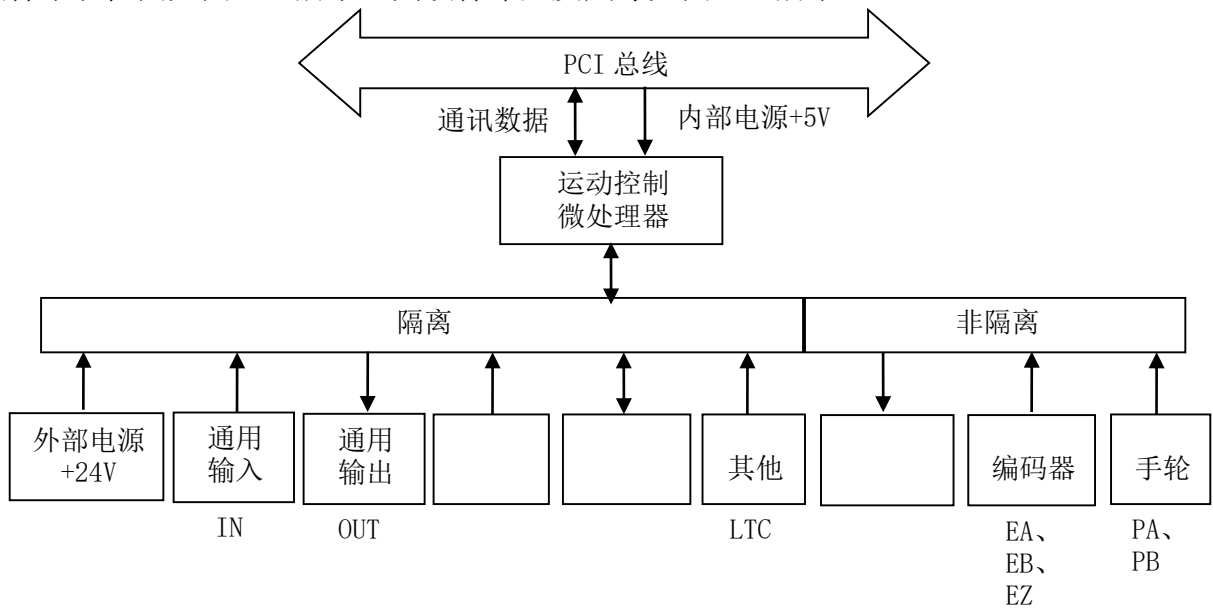 PCI 总线
通讯数据
内部电源+5V
运动控制
微处理器
隔离
非隔离
外部电源
+24V
通用
输入
通用
输出
其他
编码器
手轮
IN
OUT
LTC
EA、
EB、
EZ
PA、
PB